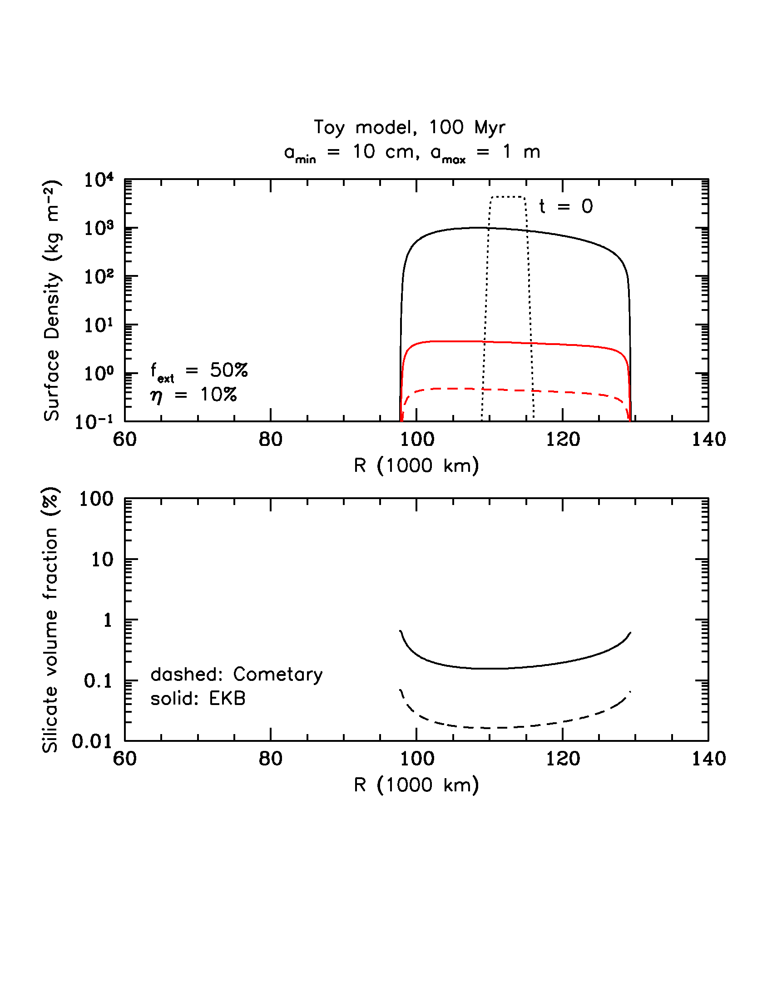 Toy model, 100 Myr
a_min = 10 cm, a_max = 1 m
Surface Density (kg m⁻²)
10⁴
10³
10²
10¹
10⁰
10⁻¹
t = 0
f_ext = 50%
η = 10%
60 80 100 120 140
R (1000 km)
Silicate volume fraction (%)
100
10
1
0.1
0.01
dashed: Cometary
solid: EKB
60 80 100 120 140
R (1000 km)